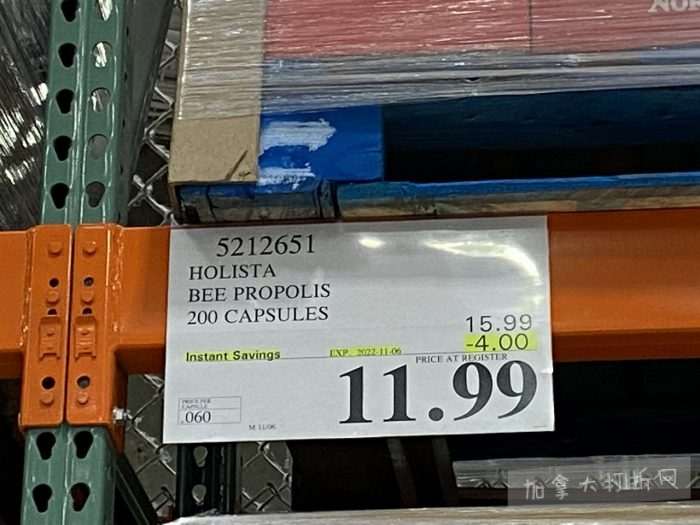 NOR
5212651
HOLISTA
BEE PROPOLIS
200 CAPSULES
15.99
-4.00
Instant Savings EXP. 2022-11-06
PRICE AT REGISTER
11.99
PRICE PER
CAPSULE
.060
M 11/06
加拿大打折网